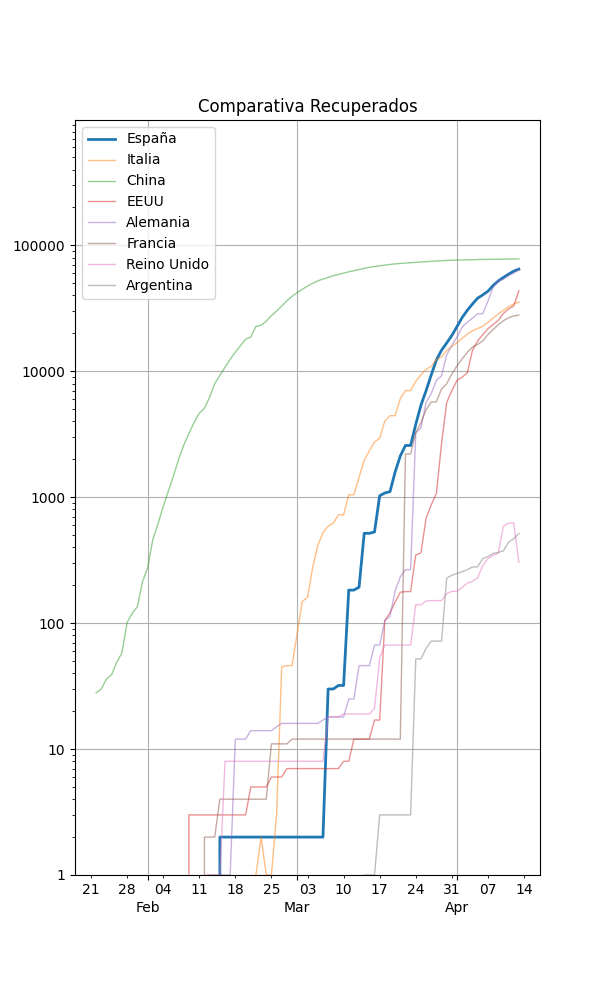 Comparativa Recuperados
España
Italia
China
EEUU
Alemania
Francia
Reino Unido
Argentina
100000
10000
1000
100
10
1
21 28 04 11 18 25 03 10 17 24 31 07 14
Feb Mar Apr